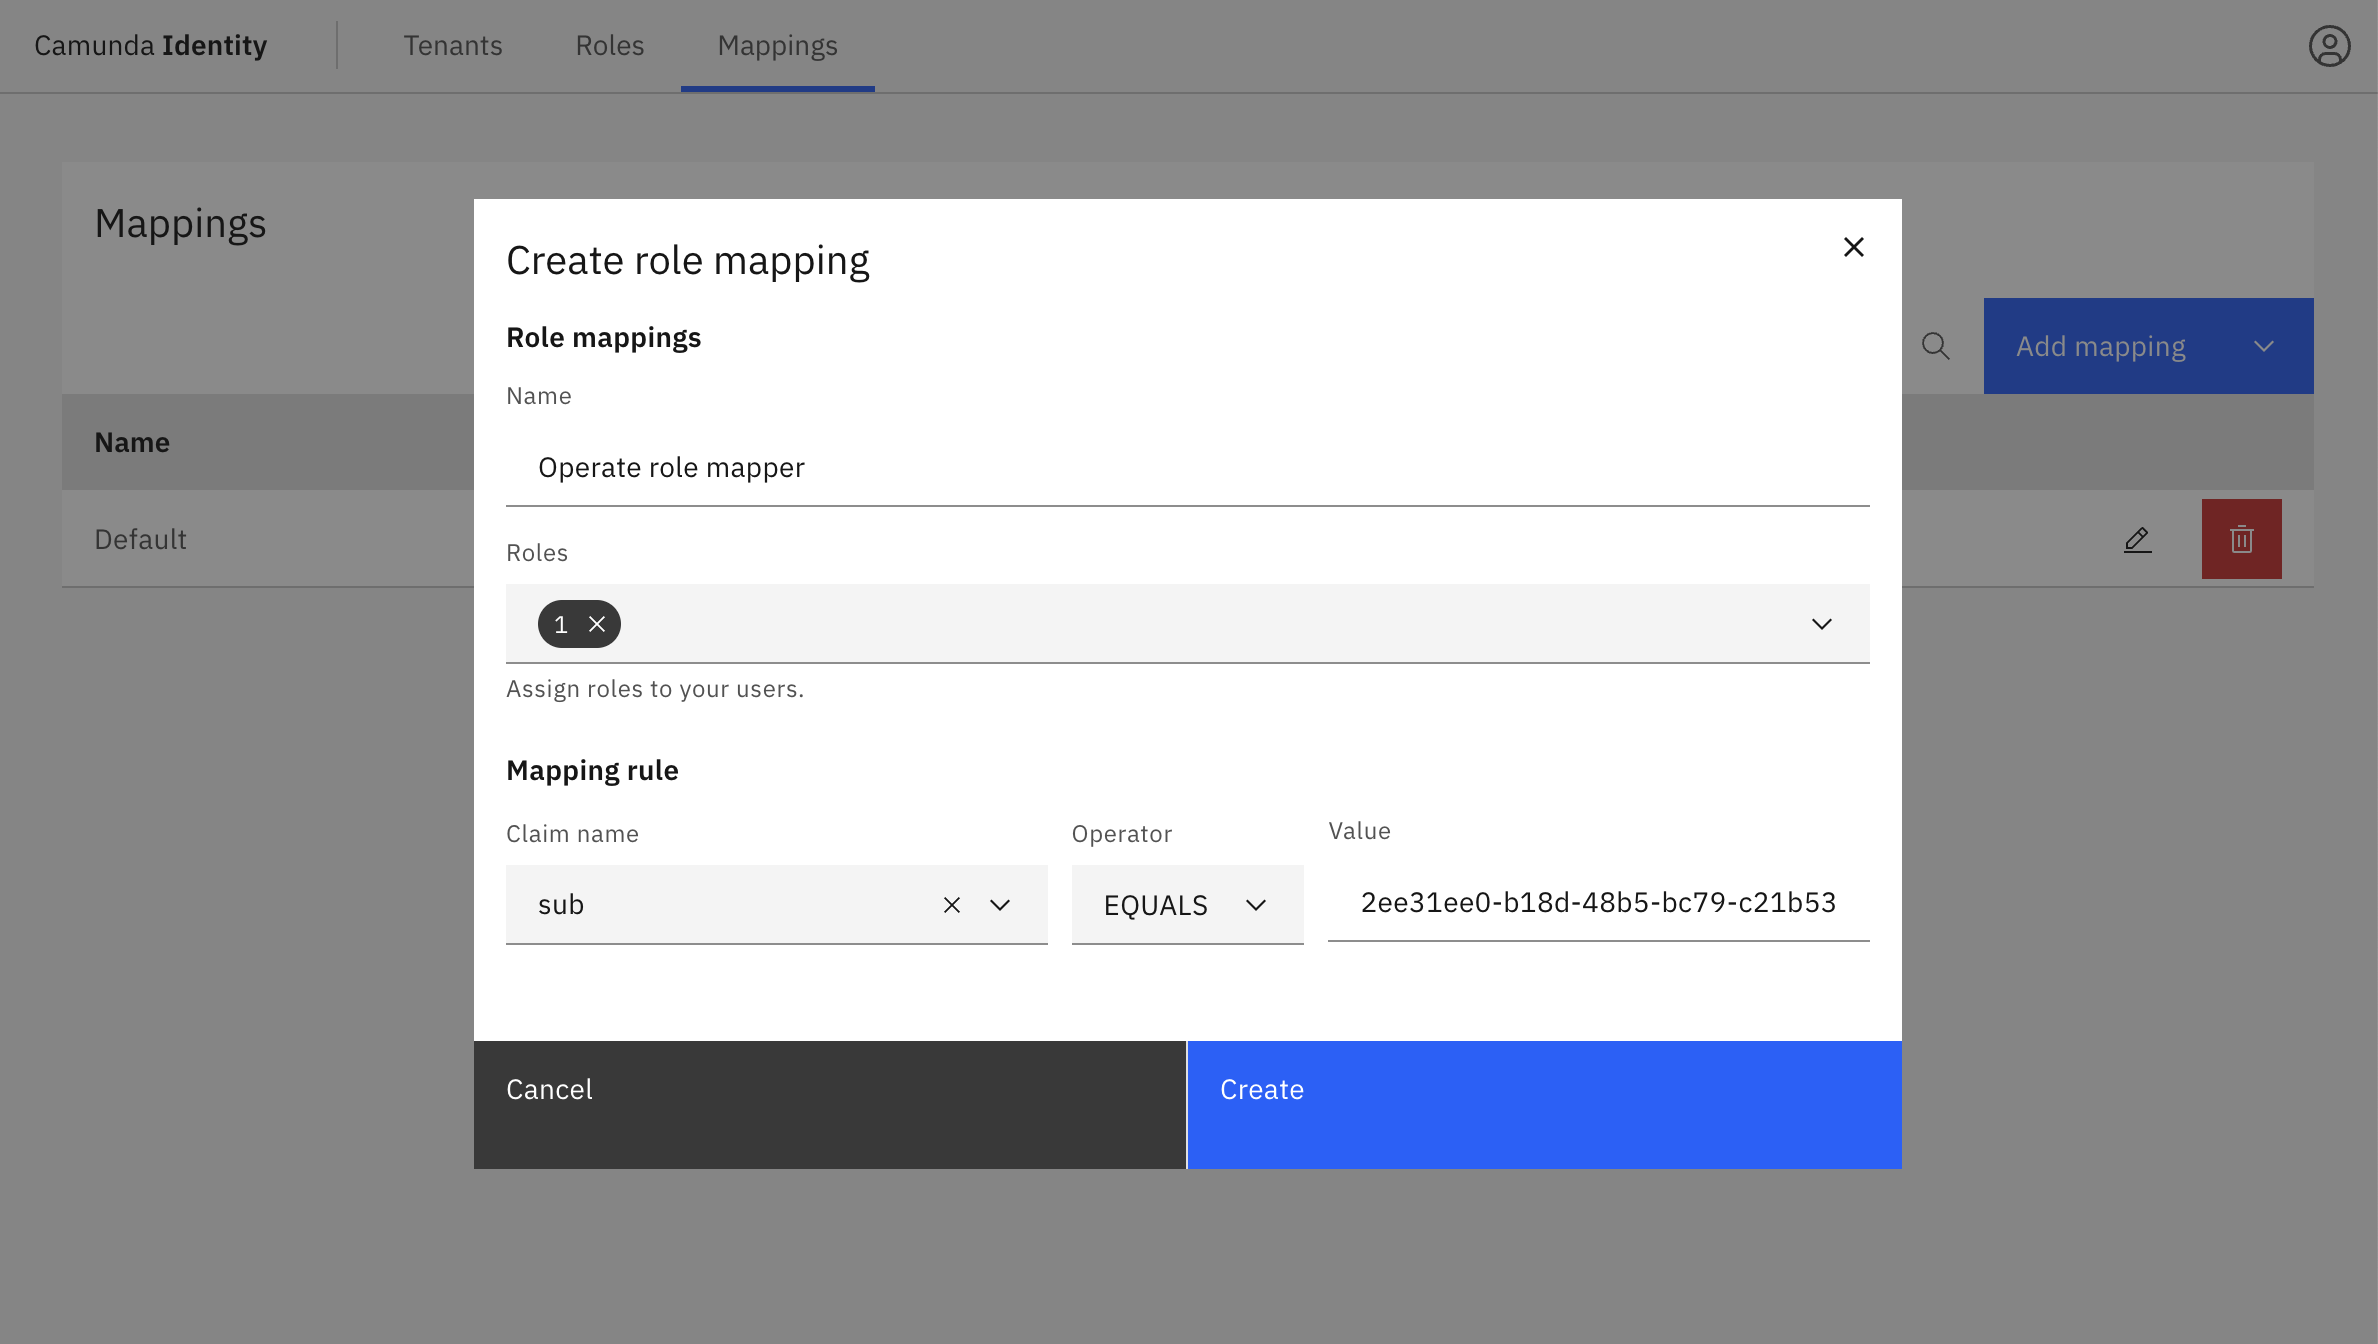 Camunda Identity
Tenants
Roles
Mappings
Mappings
Add mapping
Name
Default
Create role mapping
Role mappings
Name
Operate role mapper
Roles
1
Assign roles to your users.
Mapping rule
Claim name
Operator
Value
sub
EQUALS
2ee31ee0-b18d-48b5-bc79-c21b53
Cancel
Create